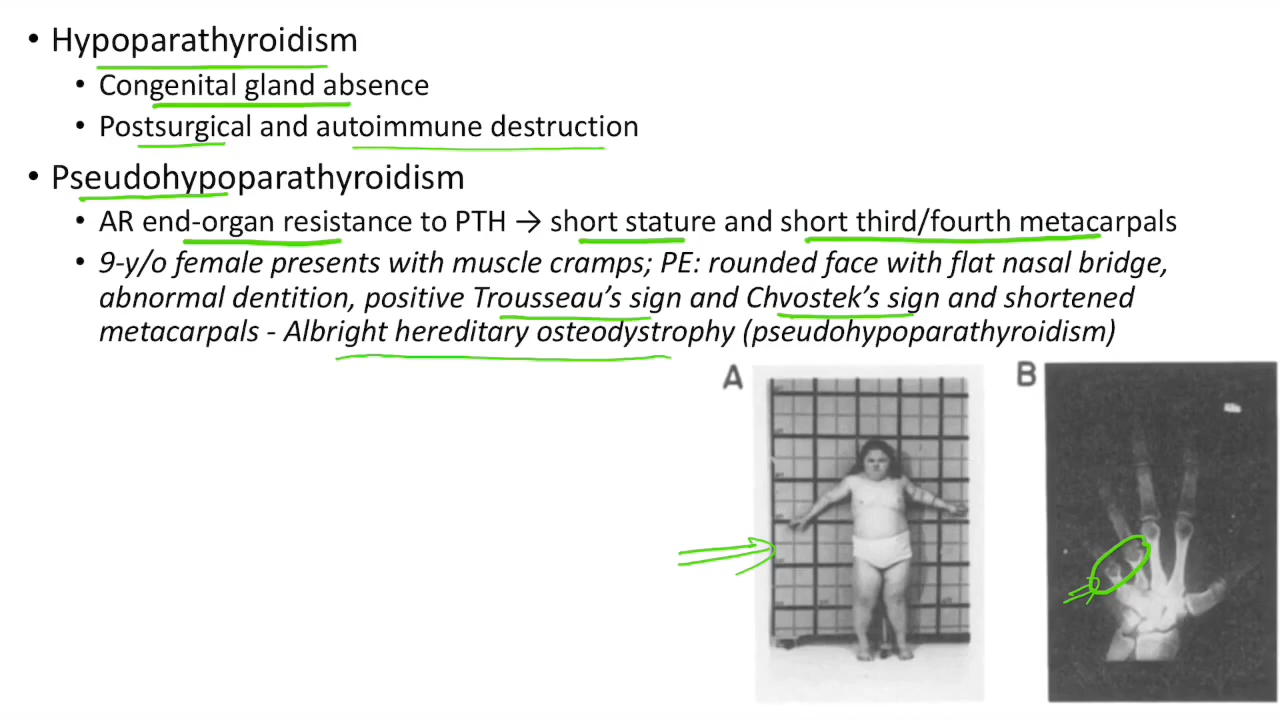 • Hypoparathyroidism
• Congenital gland absence
• Postsurgical and autoimmune destruction
• Pseudohypoparathyroidism
• AR end-organ resistance to PTH → short stature and short third/fourth metacarpals
• 9-y/o female presents with muscle cramps; PE: rounded face with flat nasal bridge,
abnormal dentition, positive Trousseau's sign and Chvostek's sign and shortened
metacarpals - Albright hereditary osteodystrophy (pseudohypoparathyroidism)
A
B